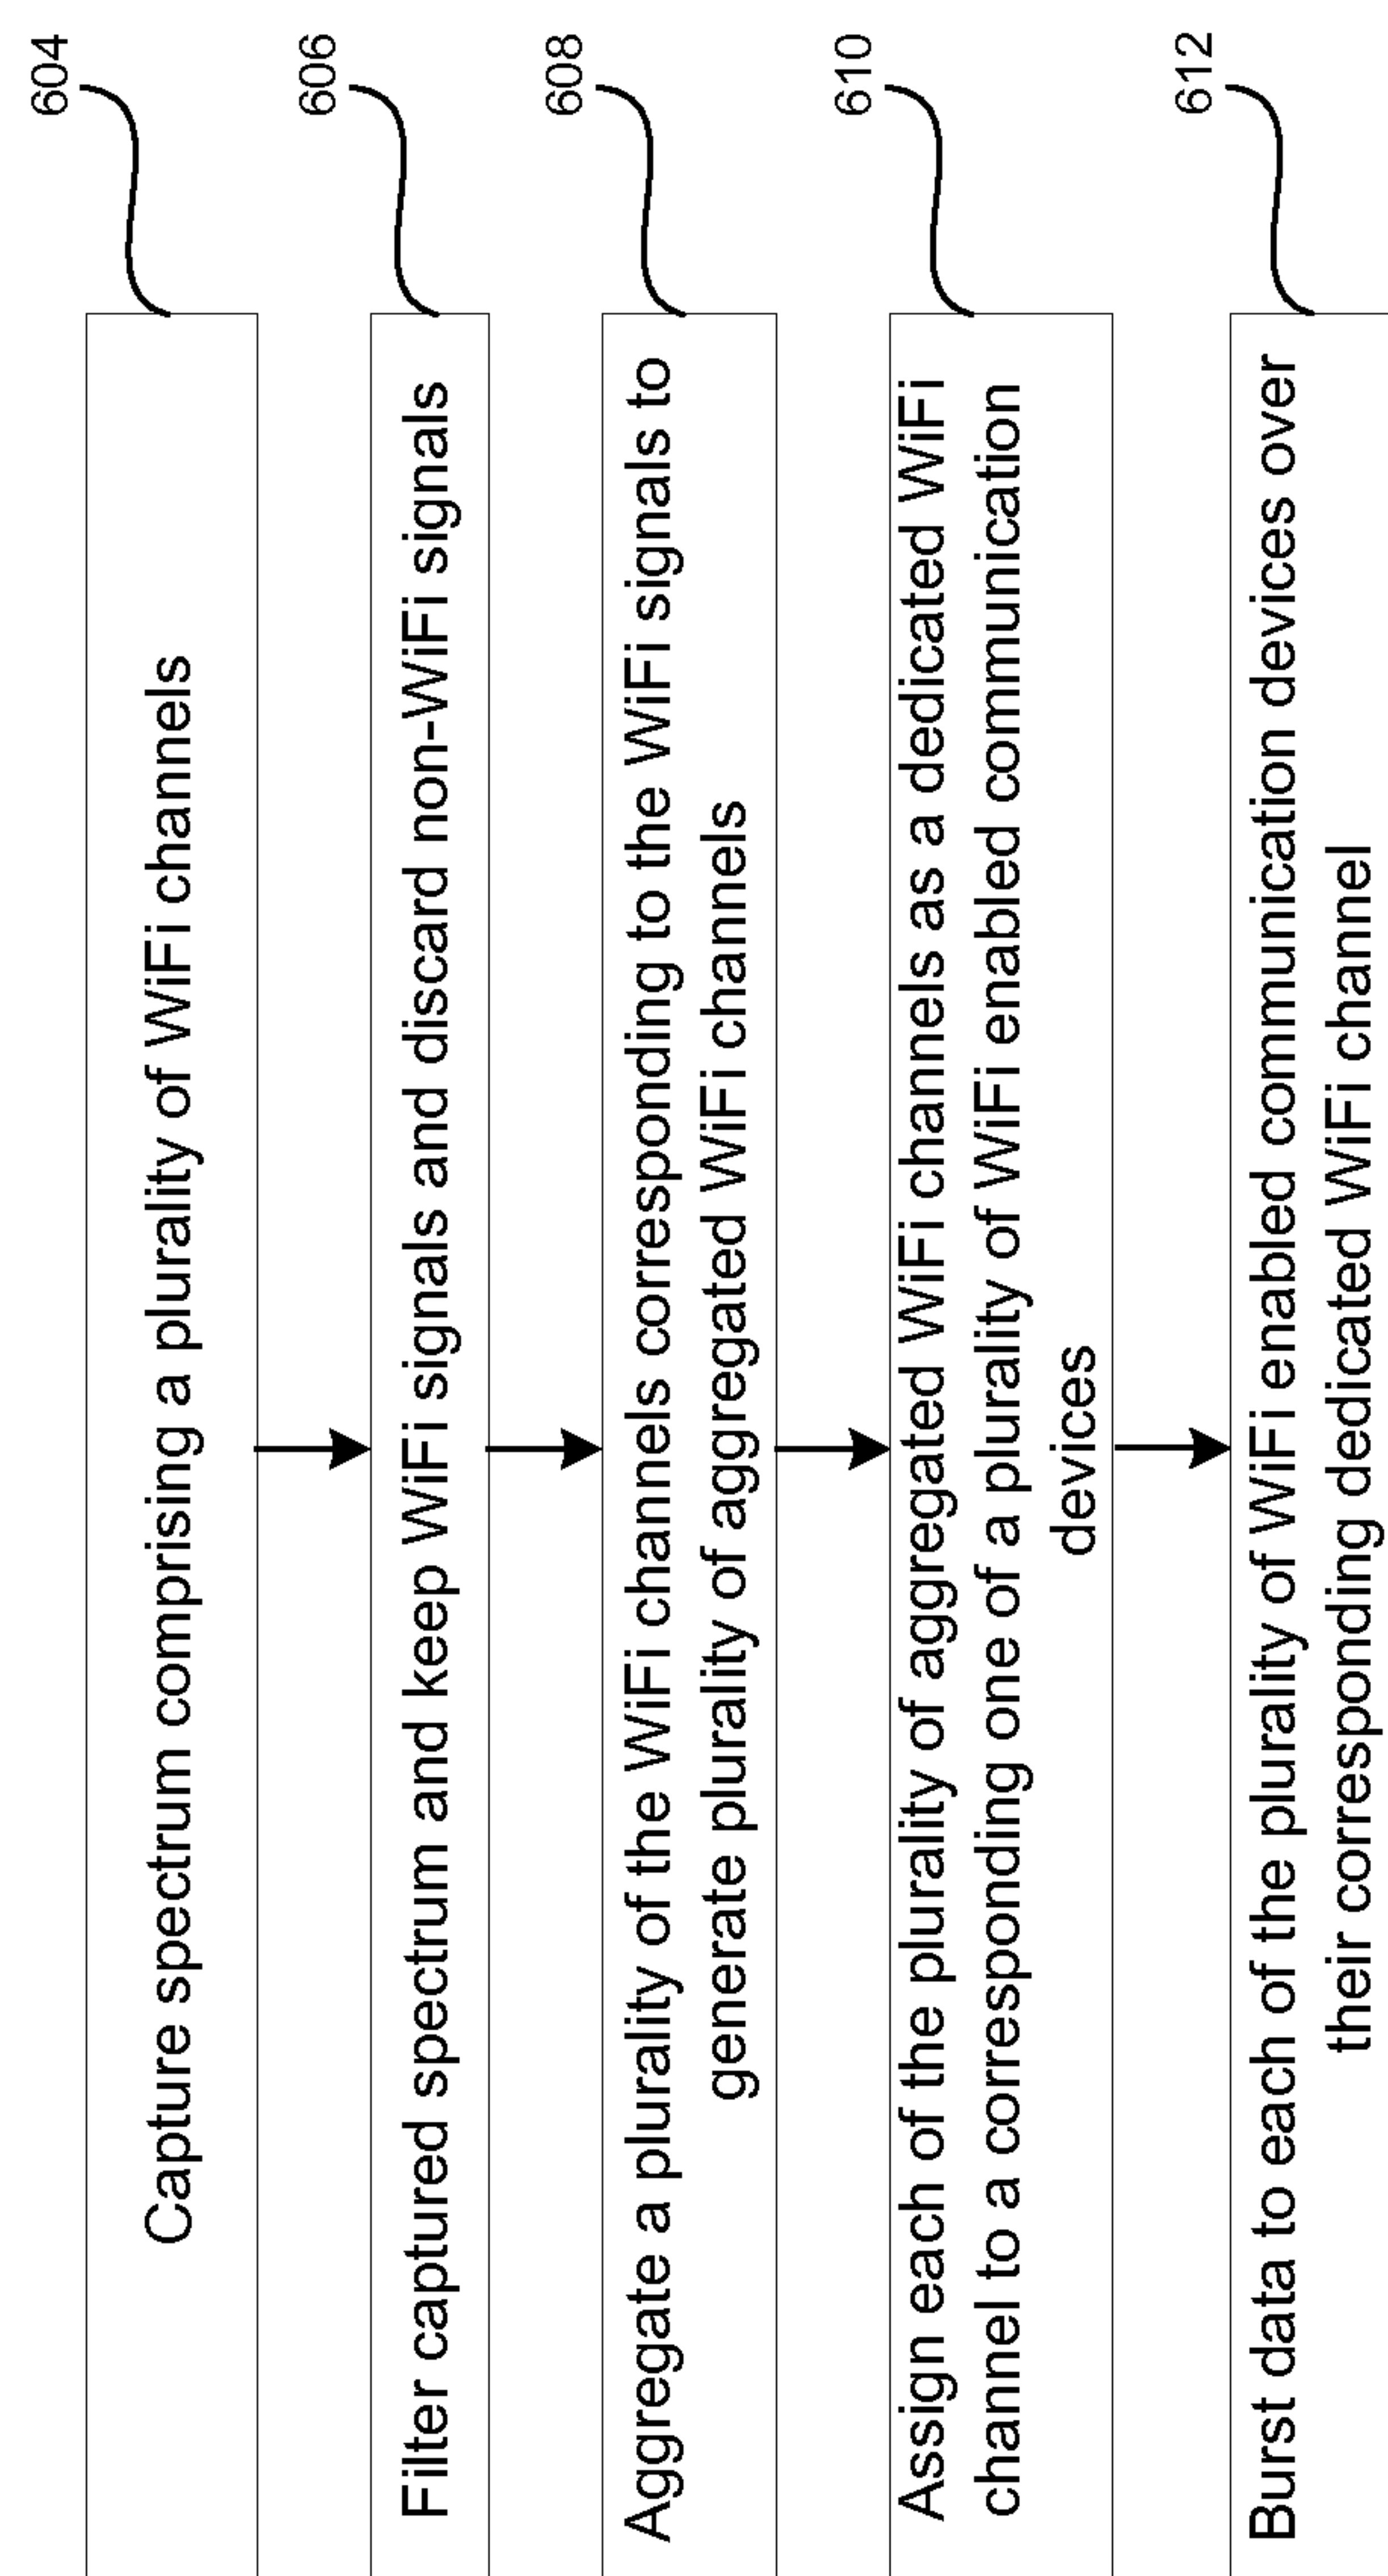 604
Capture spectrum comprising a plurality of WiFi channels
606
Filter captured spectrum and keep WiFi signals and discard non-WiFi signals
608
Aggregate a plurality of the WiFi channels corresponding to the WiFi signals to
generate plurality of aggregated WiFi channels
610
Assign each of the plurality of aggregated WiFi channels as a dedicated WiFi
channel to a corresponding one of a plurality of WiFi enabled communication
devices
612
Burst data to each of the plurality of WiFi enabled communication devices over
their corresponding dedicated WiFi channel